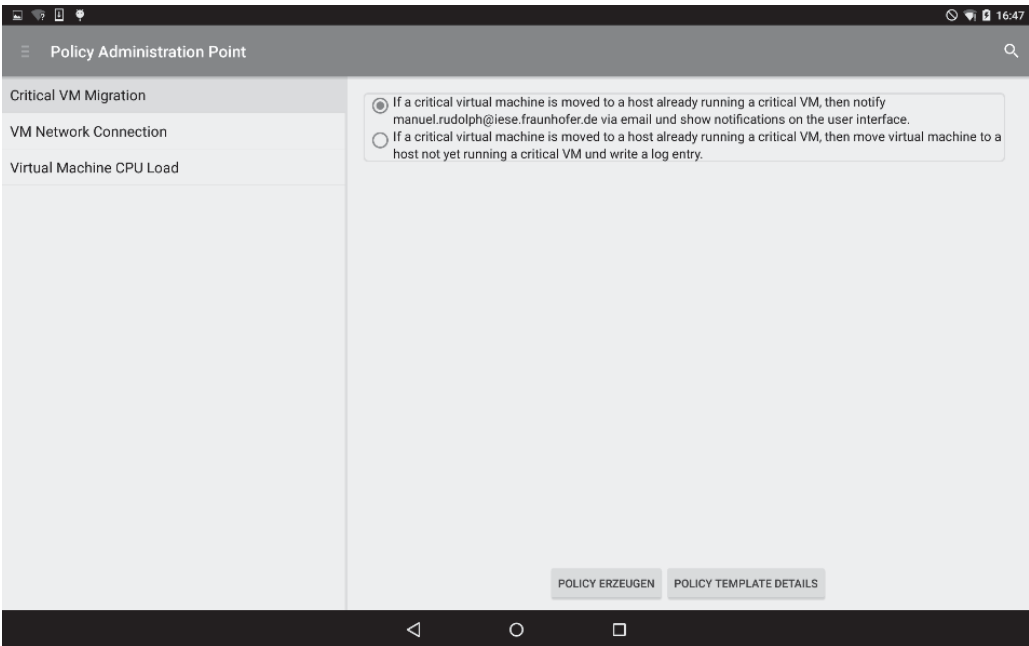 16:47
Policy Administration Point
Critical VM Migration
VM Network Connection
Virtual Machine CPU Load
If a critical virtual machine is moved to a host already running a critical VM, then notify
manuel.rudolph@iese.fraunhofer.de via email und show notifications on the user interface.
If a critical virtual machine is moved to a host already running a critical VM, then move virtual machine to a
host not yet running a critical VM und write a log entry.
POLICY ERZEUGEN
POLICY TEMPLATE DETAILS